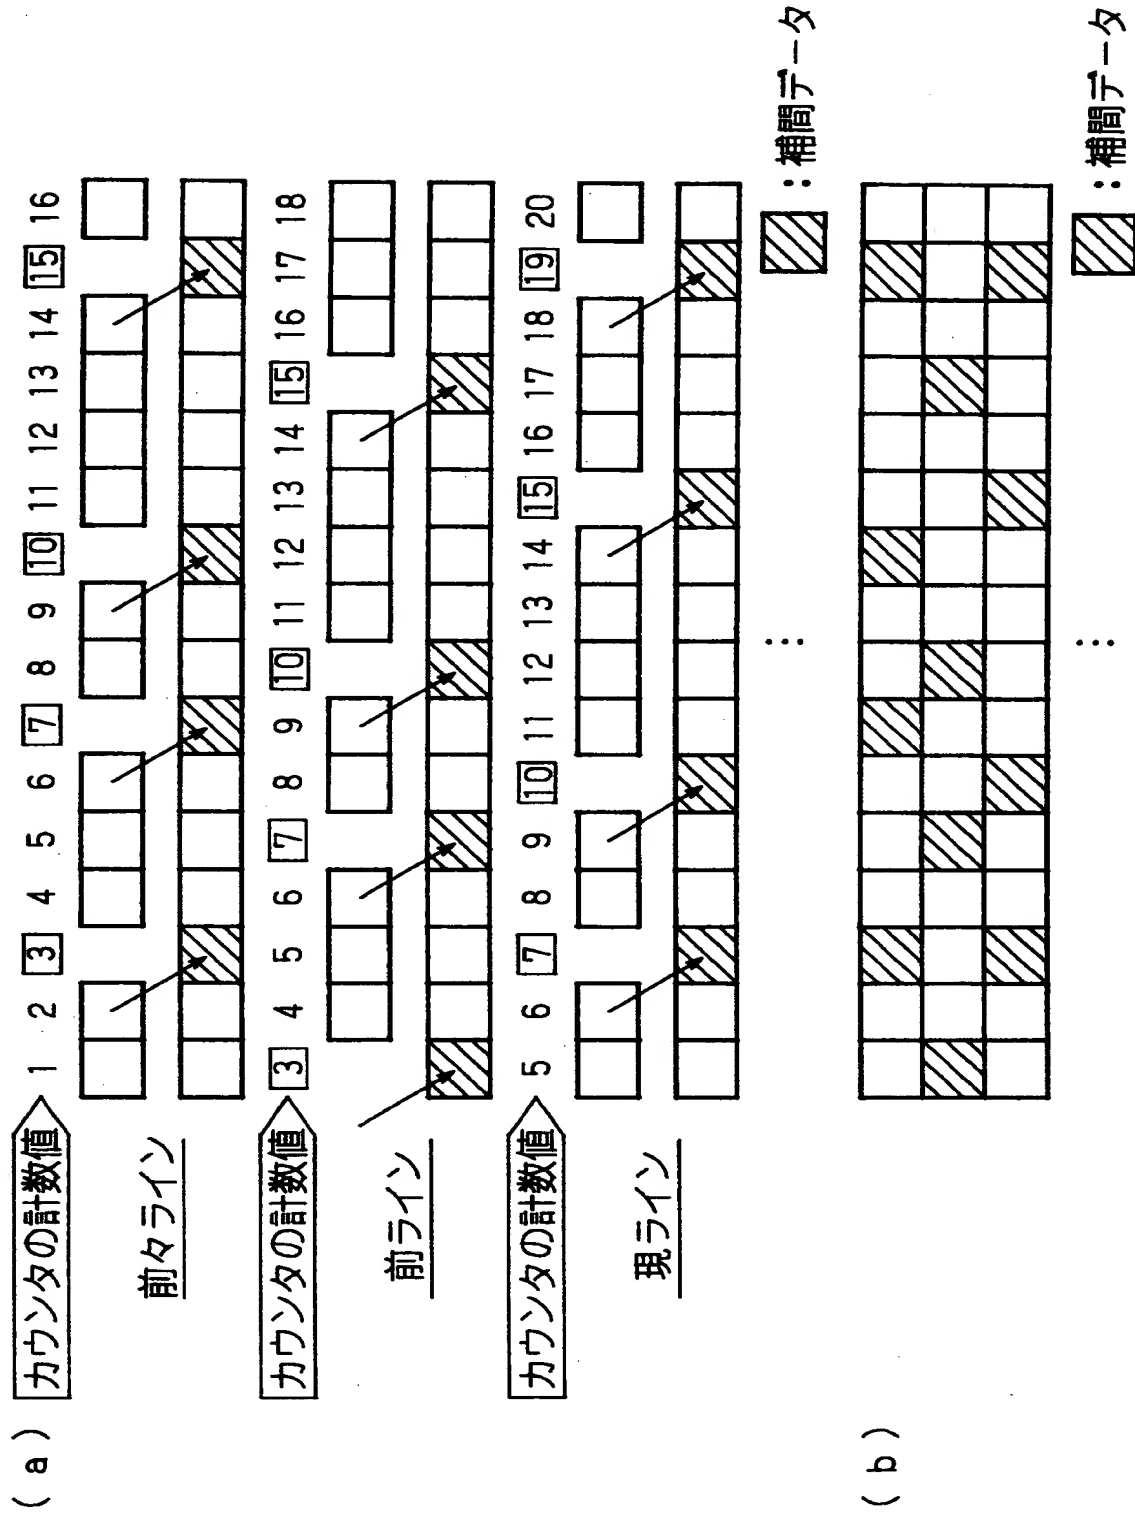 ( a )
カウンタの計数値 1 2 3 4 5 6 7 8 9 10 11 12 13 14 15 16
前々ライン
カウンタの計数値 3 4 5 6 7 8 9 10 11 12 13 14 15 16 17 18
前ライン
カウンタの計数値 5 6 7 8 9 10 11 12 13 14 15 16 17 18 19 20
現ライン
⋮
:補間データ
( b )
⋮
:補間データ